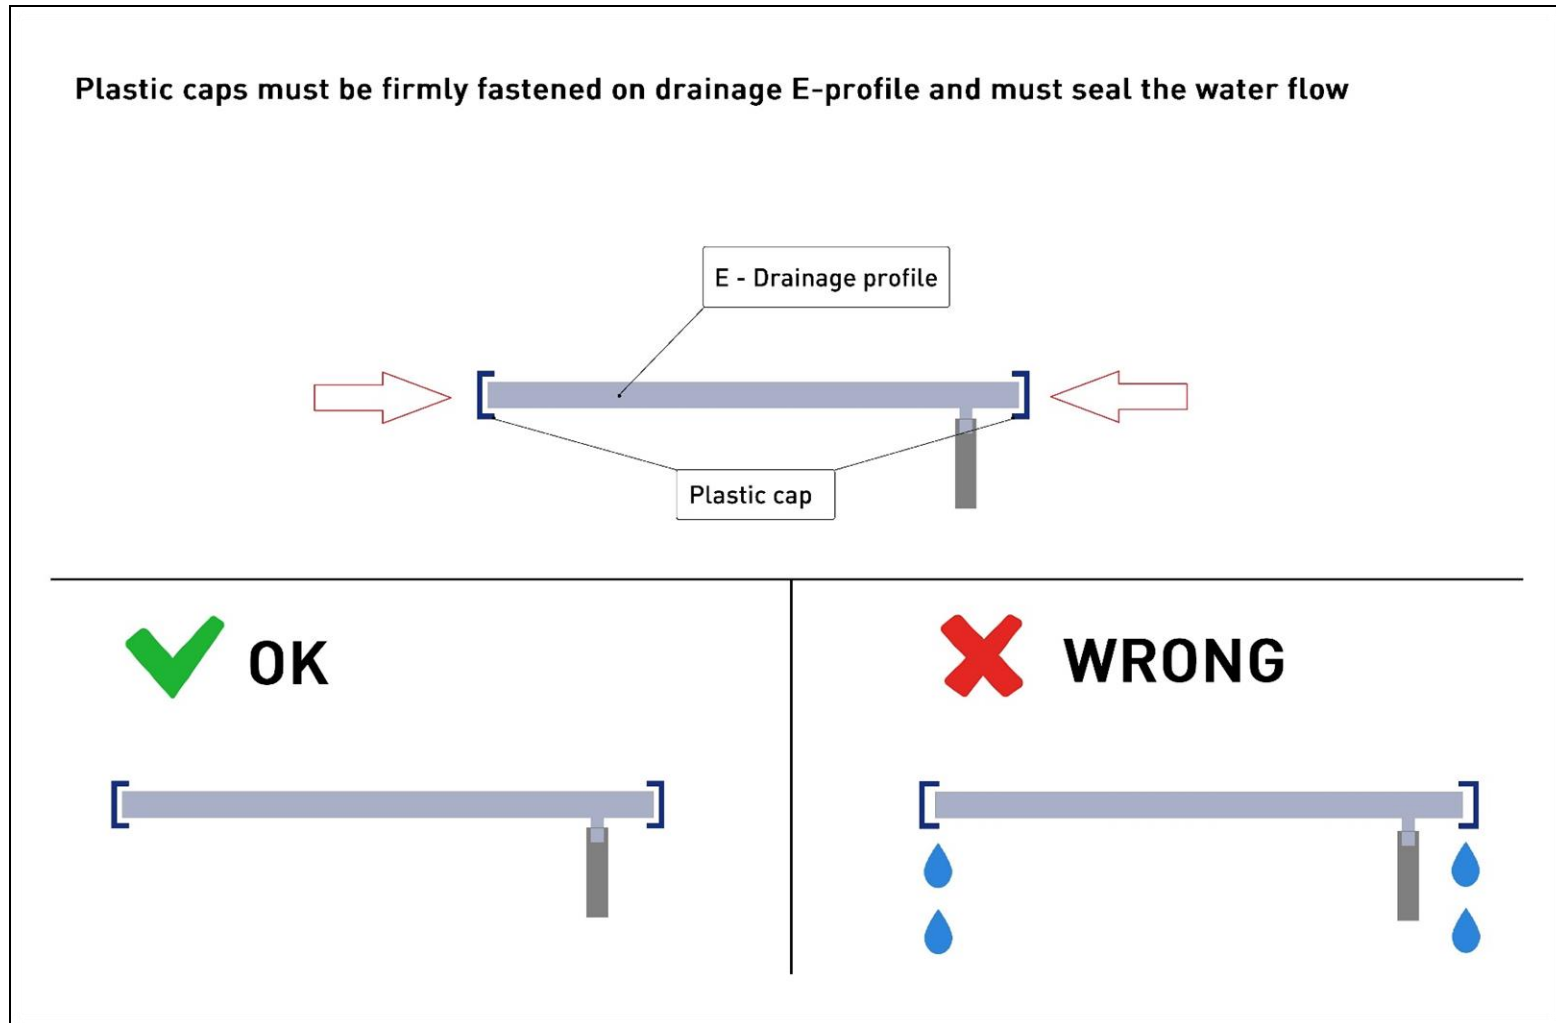 Plastic caps must be firmly fastened on drainage E-profile and must seal the water flow
E - Drainage profile
Plastic cap
OK
WRONG